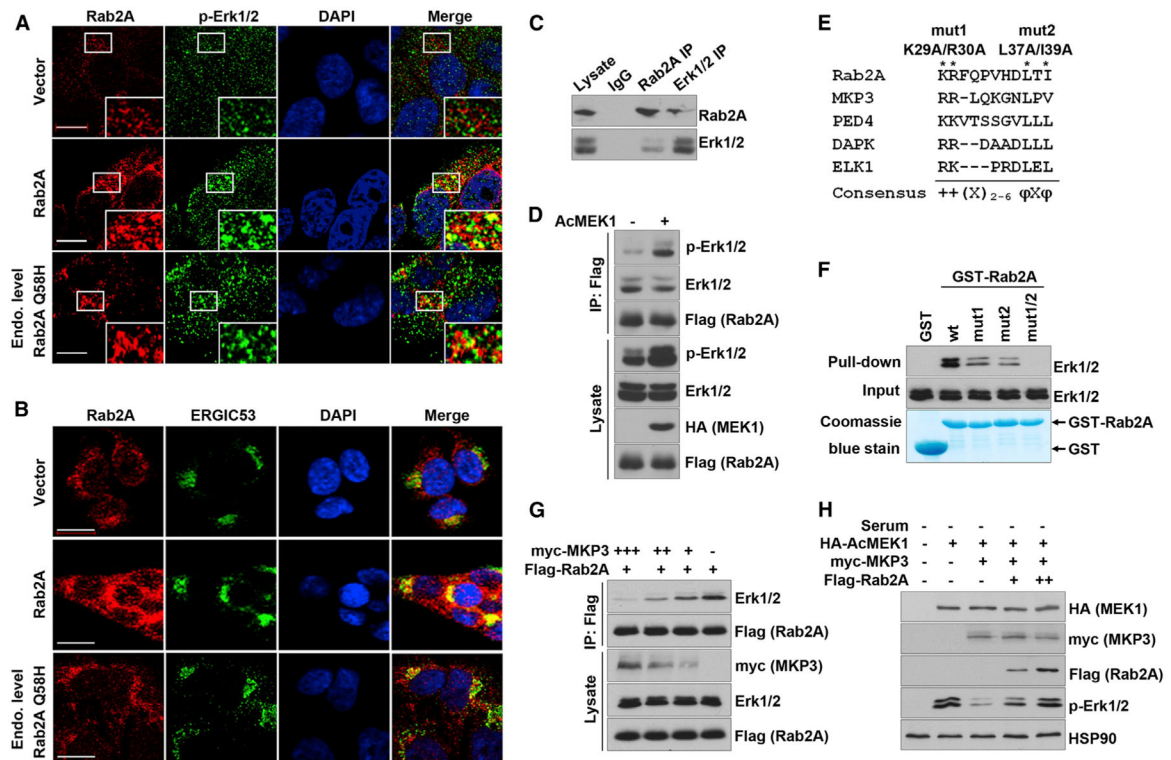 A
Rab2A p-Erk1/2 DAPI Merge
Vector
Rab2A
Endo. level
Rab2A Q58H
B
Rab2A ERGIC53 DAPI Merge
Vector
Rab2A
Endo. level
Rab2A Q58H
C
Lysate IgG Rab2A IP Erk1/2 IP
Rab2A
Erk1/2
D
AcMEK1 - +
IP: Flag
p-Erk1/2
Erk1/2
Flag (Rab2A)
Lysate
p-Erk1/2
Erk1/2
HA (MEK1)
Flag (Rab2A)
E
mut1 mut2
K29A/R30A L37A/I39A
* * * *
Rab2A KRFQPVHDLTI
MKP3 RR-LQKGNLPV
PED4 KKVTSSGVLLL
DAPK RR--DAADLLL
ELK1 RK---PRDLEL
Consensus ++(X)2-6 φXφ
F
GST-Rab2A
GST wt mut1 mut2 mut1/2
Pull-down Erk1/2
Input Erk1/2
Coomassie GST-Rab2A
blue stain GST
G
myc-MKP3 +++ ++ + -
Flag-Rab2A + + + +
IP: Flag
Erk1/2
Flag (Rab2A)
Lysate
myc (MKP3)
Erk1/2
Flag (Rab2A)
H
Serum - - - - -
HA-AcMEK1 - + + + +
myc-MKP3 - - + + +
Flag-Rab2A - - - + ++
HA (MEK1)
myc (MKP3)
Flag (Rab2A)
p-Erk1/2
HSP90